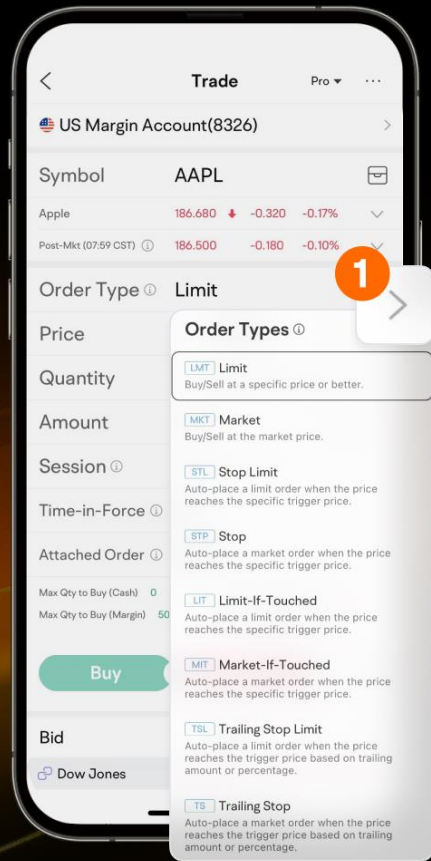 Trade
Pro
US Margin Account(8326)
Symbol AAPL
Apple 186.680 -0.320 -0.17%
Post-Mkt (07:59 CST) 186.500 -0.180 -0.10%
Order Type Limit
1
Price
Quantity
Amount
Session
Time-in-Force
Attached Order
Max Qty to Buy (Cash) 0
Max Qty to Buy (Margin) 50
Buy
Bid
Dow Jones
Order Types
LMT Limit
Buy/Sell at a specific price or better.
MKT Market
Buy/Sell at the market price.
STL Stop Limit
Auto-place a limit order when the price
reaches the specific trigger price.
STP Stop
Auto-place a market order when the price
reaches the specific trigger price.
LIT Limit-If-Touched
Auto-place a limit order when the price
reaches the specific trigger price.
MIT Market-If-Touched
Auto-place a market order when the price
reaches the specific trigger price.
TSL Trailing Stop Limit
Auto-place a limit order when the price
reaches the trigger price based on trailing
amount or percentage.
TS Trailing Stop
Auto-place a market order when the price
reaches the trigger price based on trailing
amount or percentage.